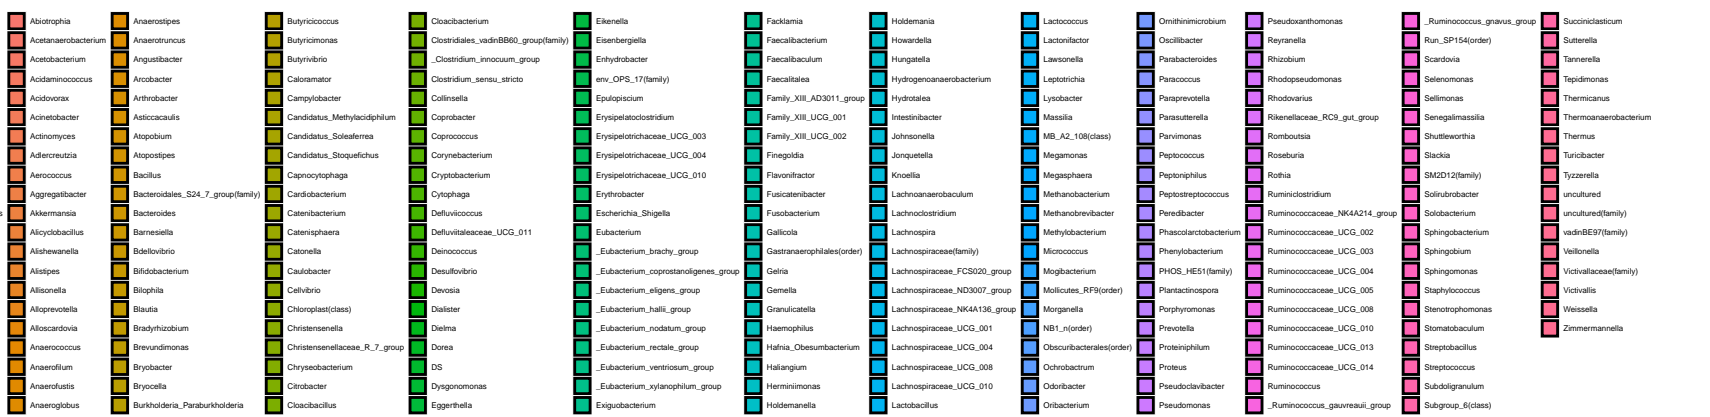 Abiotrophia
Acetanaerobacterium
Acetobacterium
Acidaminococcus
Acidovorax
Acinetobacter
Actinomyces
Adlercreutzia
Aerococcus
Aggregatibacter
Akkermansia
Alicyclobacillus
Alishewanella
Alistipes
Allisonella
Alloprevotella
Alloscardovia
Anaerococcus
Anaerofilum
Anaerofustis
Anaeroglobus
Anaerostipes
Anaerotruncus
Angustibacter
Arcobacter
Arthrobacter
Asticcacaulis
Atopobium
Atopostipes
Bacillus
Bacteroidales_S24_7_group(family)
Bacteroides
Barnesiella
Bdellovibrio
Bifidobacterium
Bilophila
Blautia
Bradyrhizobium
Brevundimonas
Bryobacter
Bryocella
Burkholderia_Paraburkholderia
Butyricicoccus
Butyricimonas
Butyrivibrio
Caloramator
Campylobacter
Candidatus_Methylacidiphilum
Candidatus_Soleaferrea
Candidatus_Stoquefichus
Capnocytophaga
Cardiobacterium
Catenibacterium
Catenisphaera
Catonella
Caulobacter
Cellvibrio
Chloroplast(class)
Christensenella
Christensenellaceae_R_7_group
Chryseobacterium
Citrobacter
Cloacibacillus
Cloacibacterium
Clostridiales_vadinBB60_group(family)
_Clostridium_innocuum_group
Clostridium_sensu_stricto
Collinsella
Coprobacter
Coprococcus
Corynebacterium
Cryptobacterium
Cytophaga
Defluviicoccus
Defluviitaleaceae_UCG_011
Deinococcus
Desulfovibrio
Devosia
Dialister
Dielma
Dorea
DS
Dysgonomonas
Eggerthella
Eikenella
Eisenbergiella
Enhydrobacter
env_OPS_17(family)
Epulopiscium
Erysipelatoclostridium
Erysipelotrichaceae_UCG_003
Erysipelotrichaceae_UCG_004
Erysipelotrichaceae_UCG_010
Erythrobacter
Escherichia_Shigella
Eubacterium
_Eubacterium_brachy_group
_Eubacterium_coprostanoligenes_group
_Eubacterium_eligens_group
_Eubacterium_hallii_group
_Eubacterium_nodatum_group
_Eubacterium_rectale_group
_Eubacterium_ventriosum_group
_Eubacterium_xylanophilum_group
Exiguobacterium
Facklamia
Faecalibacterium
Faecalibaculum
Faecalitalea
Family_XIII_AD3011_group
Family_XIII_UCG_001
Family_XIII_UCG_002
Finegoldia
Flavonifractor
Fusicatenibacter
Fusobacterium
Gallicola
Gastranaerophilales(order)
Gelria
Gemella
Granulicatella
Haemophilus
Hafnia_Obesumbacterium
Haliangium
Herminiimonas
Holdemanella
Holdemania
Howardella
Hungatella
Hydrogenoanaerobacterium
Hydrotalea
Intestinibacter
Johnsonella
Jonquetella
Knoellia
Lachnoanaerobaculum
Lachnoclostridium
Lachnospira
Lachnospiraceae(family)
Lachnospiraceae_FCS020_group
Lachnospiraceae_ND3007_group
Lachnospiraceae_NK4A136_group
Lachnospiraceae_UCG_001
Lachnospiraceae_UCG_004
Lachnospiraceae_UCG_008
Lachnospiraceae_UCG_010
Lactobacillus
Lactococcus
Lactonifactor
Lawsonella
Leptotrichia
Lysobacter
Massilia
MB_A2_108(class)
Megamonas
Megasphaera
Methanobacterium
Methanobrevibacter
Methylobacterium
Micrococcus
Mogibacterium
Mollicutes_RF9(order)
Morganella
NB1_n(order)
Obscuribacterales(order)
Ochrobactrum
Odoribacter
Oribacterium
Ornithinimicrobium
Oscillibacter
Parabacteroides
Paracoccus
Paraprevotella
Parasutterella
Parvimonas
Peptococcus
Peptoniphilus
Peptostreptococcus
Peredibacter
Phascolarctobacterium
Phenylobacterium
PHOS_HE51(family)
Plantactinospora
Porphyromonas
Prevotella
Proteiniphilum
Proteus
Pseudoclavibacter
Pseudomonas
Pseudoxanthomonas
Reyranella
Rhizobium
Rhodopseudomonas
Rhodovarius
Rikenellaceae_RC9_gut_group
Romboutsia
Roseburia
Rothia
Ruminiclostridium
Ruminococcaceae_NK4A214_group
Ruminococcaceae_UCG_002
Ruminococcaceae_UCG_003
Ruminococcaceae_UCG_004
Ruminococcaceae_UCG_005
Ruminococcaceae_UCG_008
Ruminococcaceae_UCG_010
Ruminococcaceae_UCG_013
Ruminococcaceae_UCG_014
Ruminococcus
_Ruminococcus_gauvreauii_group
_Ruminococcus_gnavus_group
Run_SP154(order)
Scardovia
Selenomonas
Sellimonas
Senegalimassilia
Shuttleworthia
Slackia
SM2D12(family)
Solirubrobacter
Solobacterium
Sphingobacterium
Sphingobium
Sphingomonas
Staphylococcus
Stenotrophomonas
Stomatobaculum
Streptobacillus
Streptococcus
Subdoligranulum
Subgroup_6(class)
Succiniclasticum
Sutterella
Tannerella
Tepidimonas
Thermicanus
Thermoanaerobacterium
Thermus
Turicibacter
Tyzzerella
uncultured
uncultured(family)
vadinBE97(family)
Veillonella
Victivallaceae(family)
Victivallis
Weissella
Zimmermannella